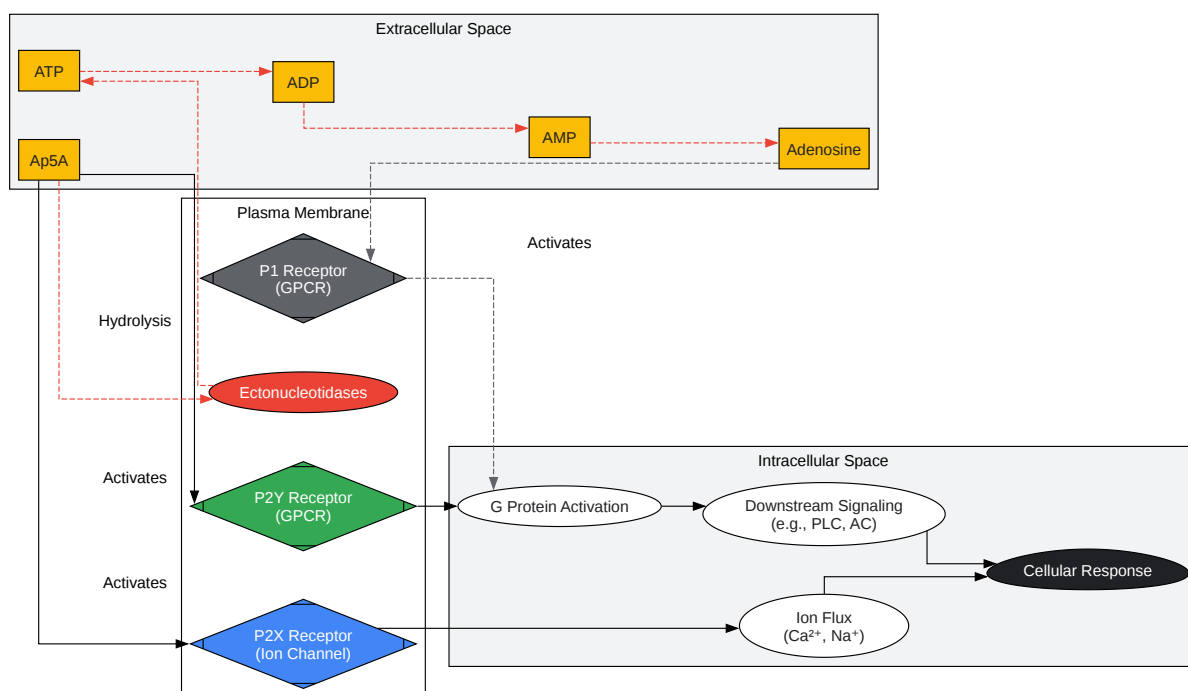 Extracellular Space
ATP
ADP
AMP
Adenosine
Ap5A
Plasma Membrane
P1 Receptor
(GPCR)
Activates
Hydrolysis
Ectonucleotidases
Activates
P2Y Receptor
(GPCR)
Intracellular Space
G Protein Activation
Downstream Signaling
(e.g., PLC, AC)
Cellular Response
Activates
P2X Receptor
(Ion Channel)
Ion Flux
(Ca²⁺, Na⁺)